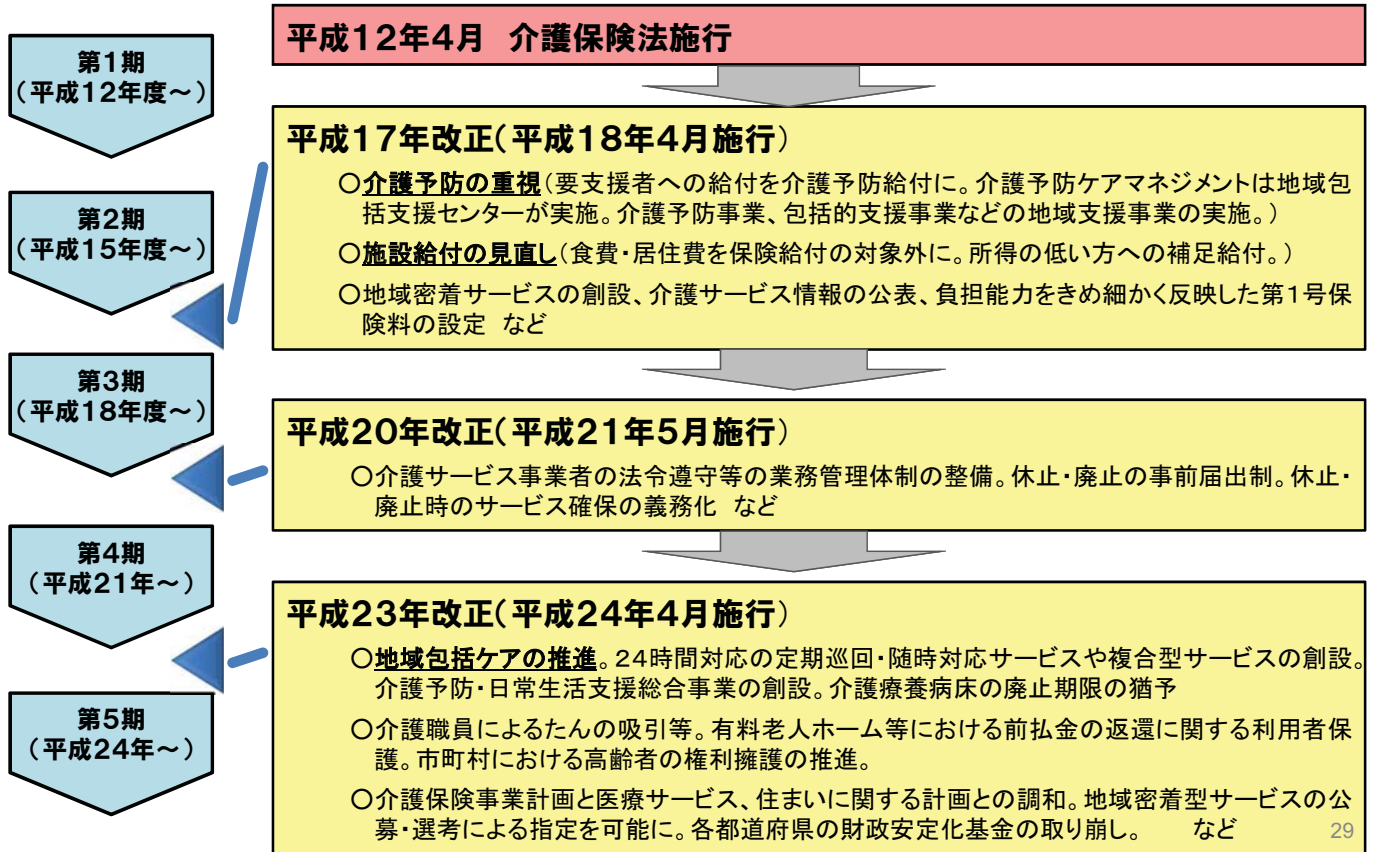 第1期
（平成12年度～）
第2期
（平成15年度～）
第3期
（平成18年度～）
第4期
（平成21年～）
第5期
（平成24年～）
平成12年4月　介護保険法施行
平成17年改正（平成18年4月施行）
○介護予防の重視（要支援者への給付を介護予防給付に。介護予防ケアマネジメントは地域包
括支援センターが実施。介護予防事業、包括的支援事業などの地域支援事業の実施。）
○施設給付の見直し（食費・居住費を保険給付の対象外に。所得の低い方への補足給付。）
○地域密着サービスの創設、介護サービス情報の公表、負担能力をきめ細かく反映した第1号保
険料の設定　など
平成20年改正（平成21年5月施行）
○介護サービス事業者の法令遵守等の業務管理体制の整備。休止・廃止の事前届出制。休止・
廃止時のサービス確保の義務化　など
平成23年改正（平成24年4月施行）
○地域包括ケアの推進。24時間対応の定期巡回・随時対応サービスや複合型サービスの創設。
介護予防・日常生活支援総合事業の創設。介護療養病床の廃止期限の猶予
○介護職員によるたんの吸引等。有料老人ホーム等における前払金の返還に関する利用者保
護。市町村における高齢者の権利擁護の推進。
○介護保険事業計画と医療サービス、住まいに関する計画との調和。地域密着型サービスの公
募・選考による指定を可能に。各都道府県の財政安定化基金の取り崩し。　　など
29